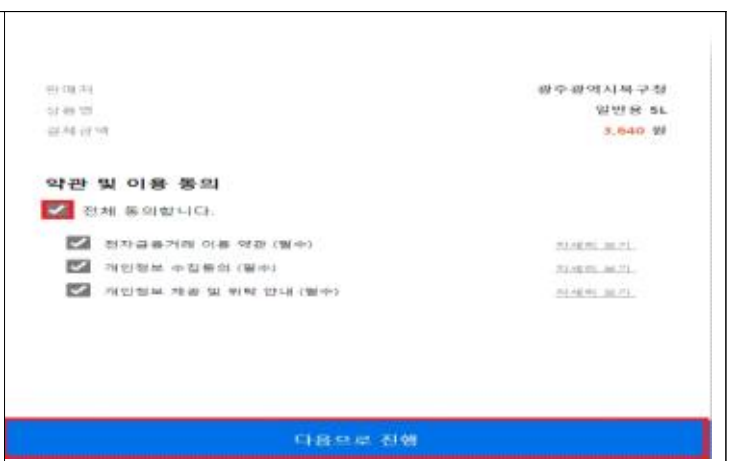 판매처 광주광역시북구청
상품명 일반용 5L
결제금액 3,640 원
약관 및 이용 동의
전체 동의합니다.
전자금융거래 이용 약관 (필수) 자세히 보기
개인정보 수집동의 (필수) 자세히 보기
개인정보 제공 및 위탁 안내 (필수) 자세히 보기
다음으로 진행